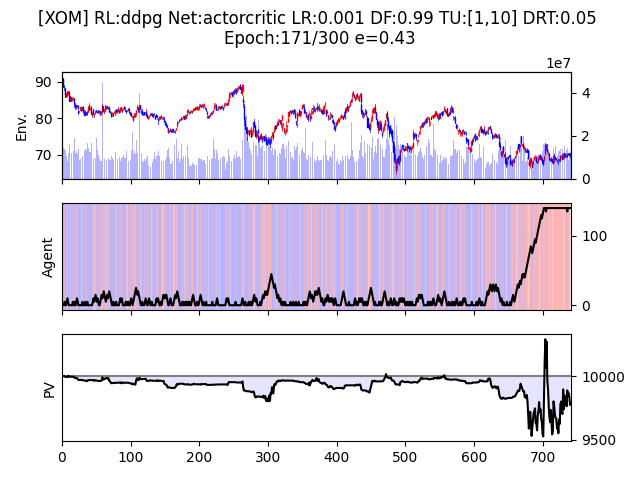 [XOM] RL:ddpg Net:actorcritic LR:0.001 DF:0.99 TU:[1,10] DRT:0.05
Epoch:171/300 e=0.43
1e7
90
80
70
Env.
4
2
0
Agent
100
0
PV
10000
9500
0 100 200 300 400 500 600 700